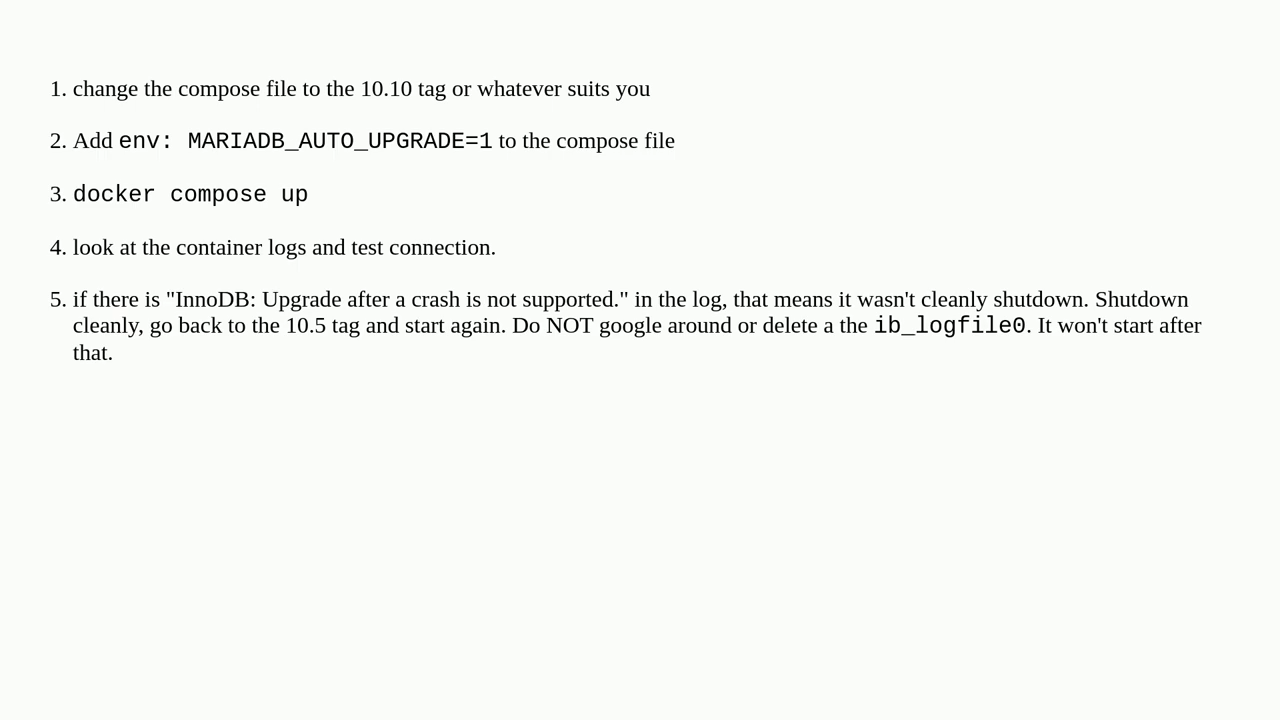 1. change the compose file to the 10.10 tag or whatever suits you
2. Add env: MARIADB_AUTO_UPGRADE=1 to the compose file
3. docker compose up
4. look at the container logs and test connection.
5. if there is "InnoDB: Upgrade after a crash is not supported." in the log, that means it wasn't cleanly shutdown. Shutdown
cleanly, go back to the 10.5 tag and start again. Do NOT google around or delete a the ib_logfile0. It won't start after
that.